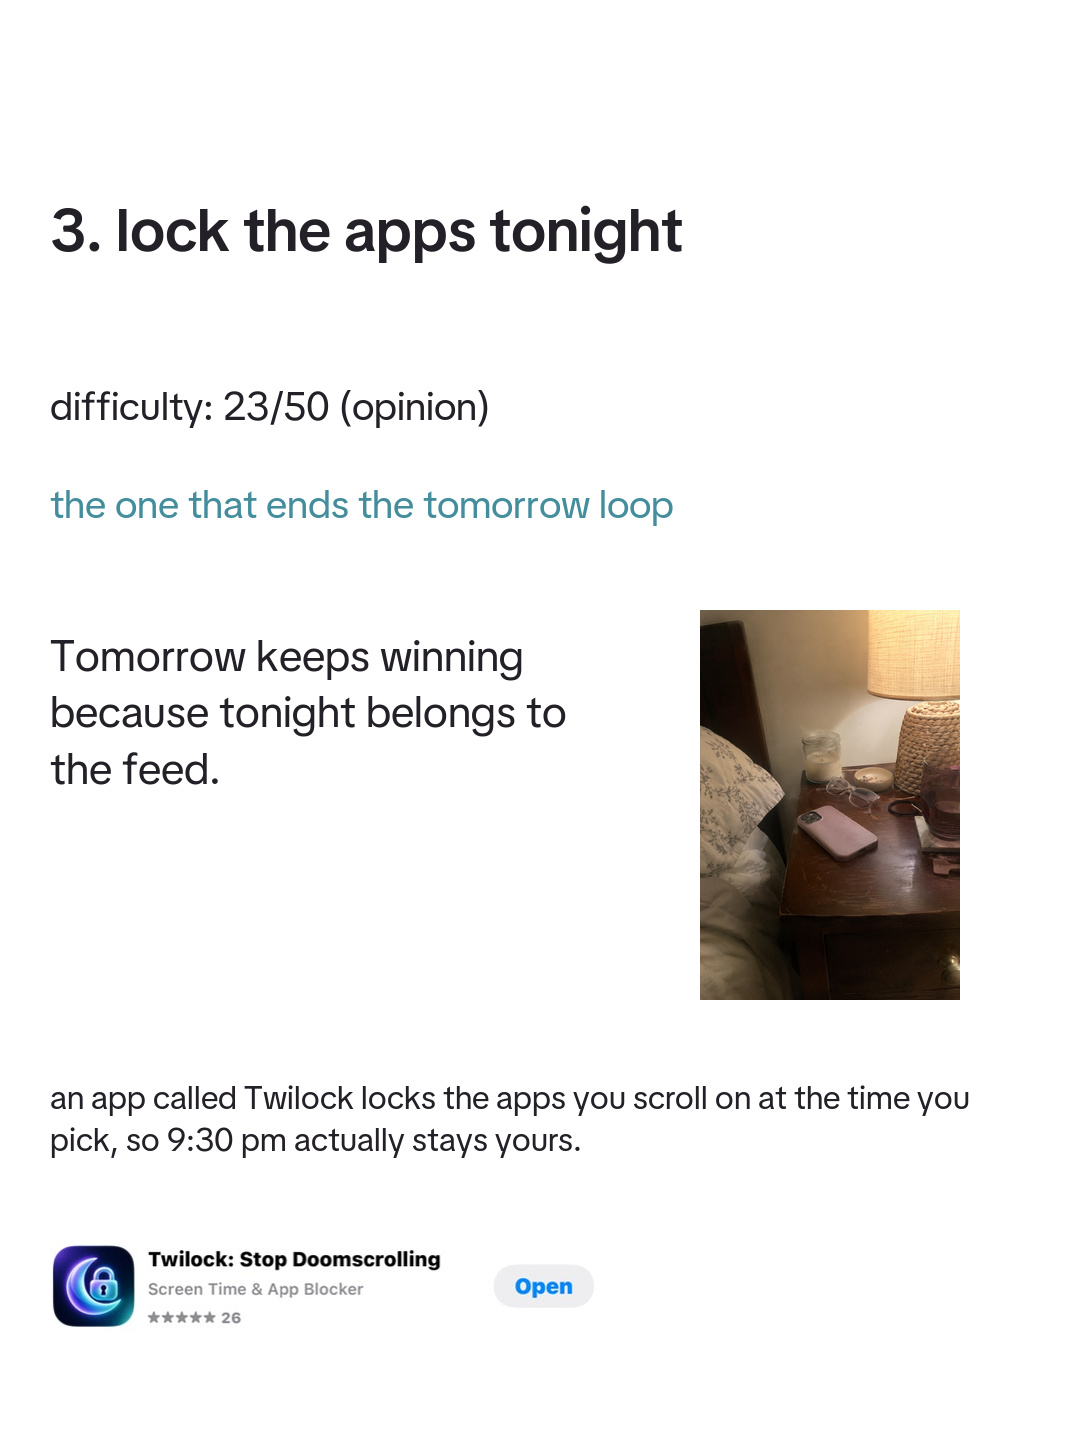 3. lock the apps tonight
difficulty: 23/50 (opinion)
the one that ends the tomorrow loop
Tomorrow keeps winning
because tonight belongs to
the feed.
an app called Twilock locks the apps you scroll on at the time you
pick, so 9:30 pm actually stays yours.
Twilock: Stop Doomscrolling
Screen Time & App Blocker
★★★★★ 26
Open